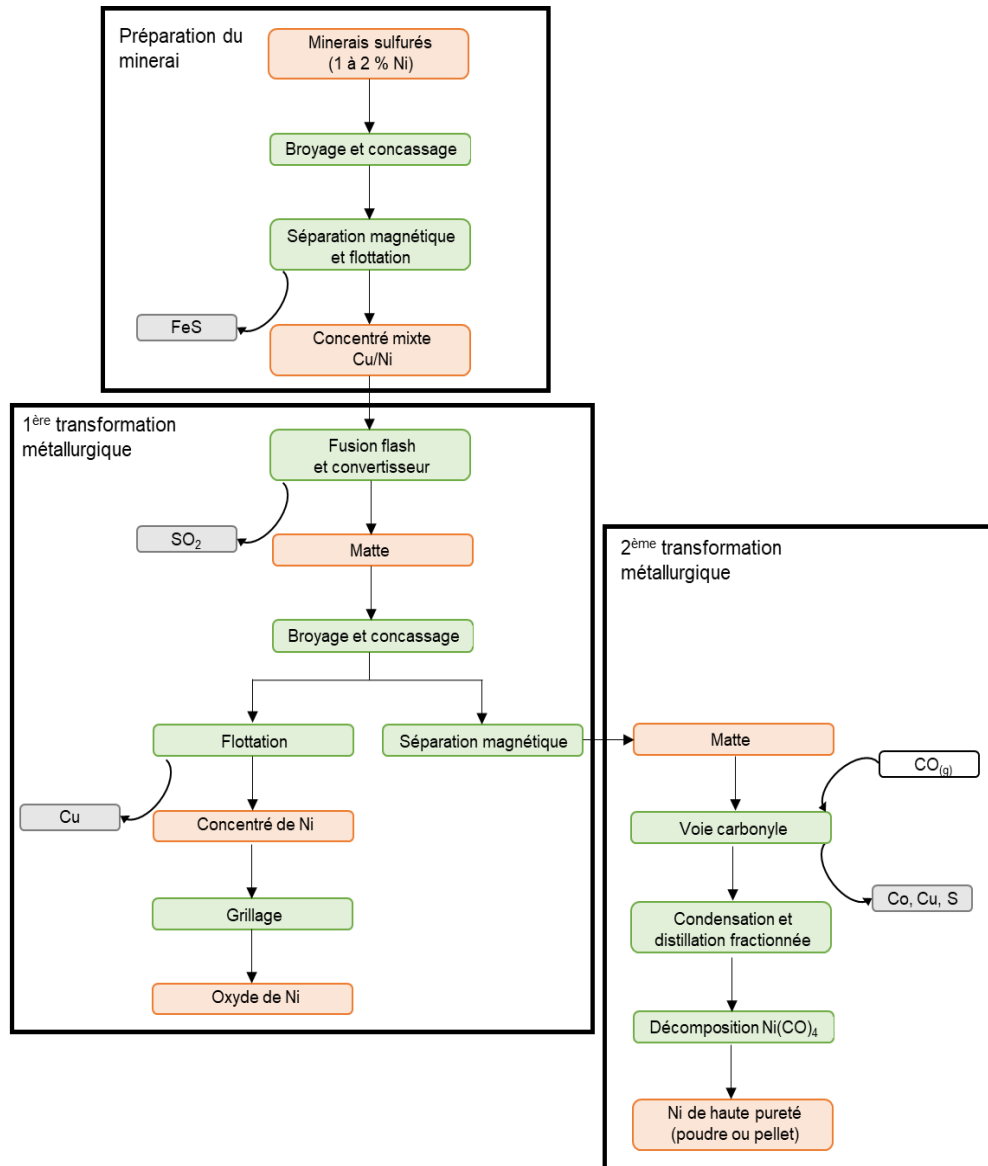 Préparation du
minerai
Minerais sulfurés
(1 à 2 % Ni)
Broyage et concassage
Séparation magnétique
et flottation
FeS
Concentré mixte
Cu/Ni
1ère transformation
métallurgique
Fusion flash
et convertisseur
SO2
Matte
Broyage et concassage
Flottation
Séparation magnétique
Cu
Concentré de Ni
Grillage
Oxyde de Ni
2ème transformation
métallurgique
Matte
CO(g)
Voie carbonyle
Co, Cu, S
Condensation et
distillation fractionnée
Décomposition Ni(CO)4
Ni de haute pureté
(poudre ou pellet)